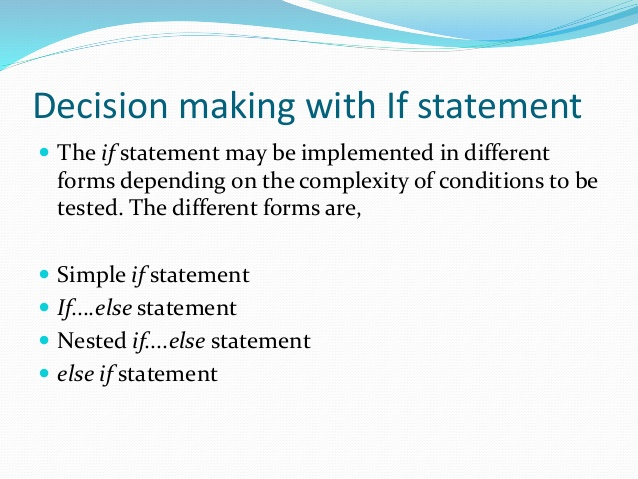 Decision making with If statement
The if statement may be implemented in different
forms depending on the complexity of conditions to be
tested. The different forms are,
Simple if statement
If....else statement
Nested if....else statement
else if statement